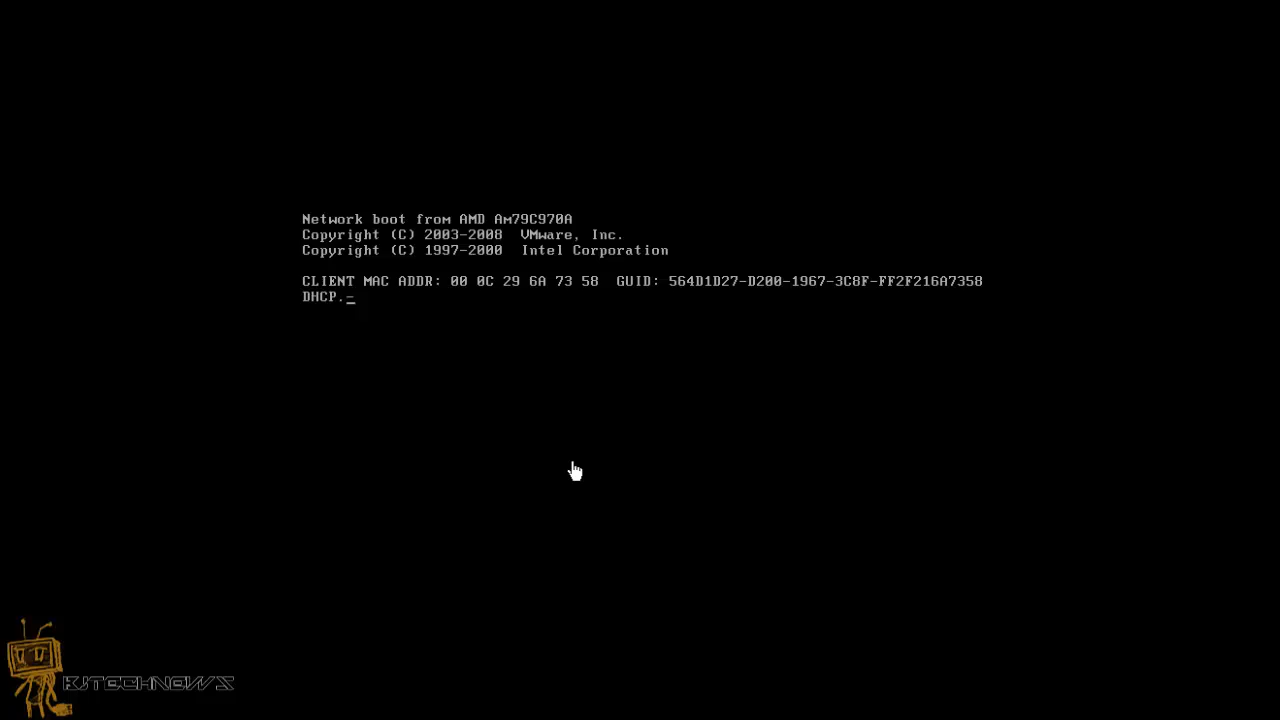 Network boot from AMD Am79C970A
Copyright (C) 2003-2008  VMware, Inc.
Copyright (C) 1997-2000  Intel Corporation
CLIENT MAC ADDR: 00 0C 29 6A 73 58  GUID: 564D1D27-D200-1967-3C8F-FF2F216A7358
DHCP.-
BJTECHNEWS